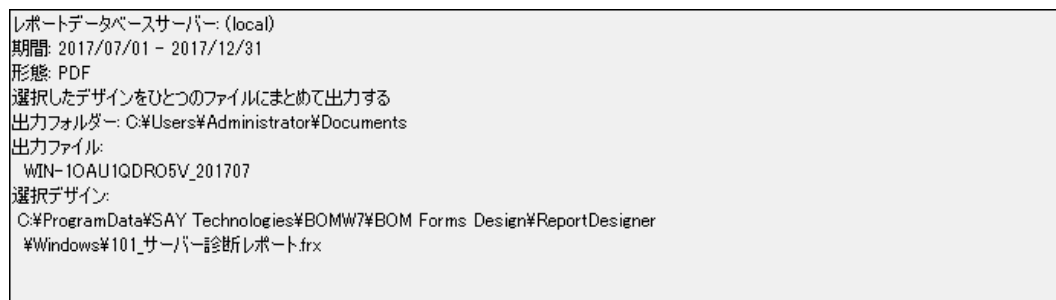 レポートデータベースサーバー: (local)
期間: 2017/07/01 - 2017/12/31
形態: PDF
選択したデザインをひとつのファイルにまとめて出力する
出力フォルダー: C:¥Users¥Administrator¥Documents
出力ファイル:
WIN-1OAU1QDRO5V_201707
選択デザイン:
C:¥ProgramData¥SAY Technologies¥BOMW7¥BOM Forms Design¥ReportDesigner
¥Windows¥101_サーバー診断レポート.frx